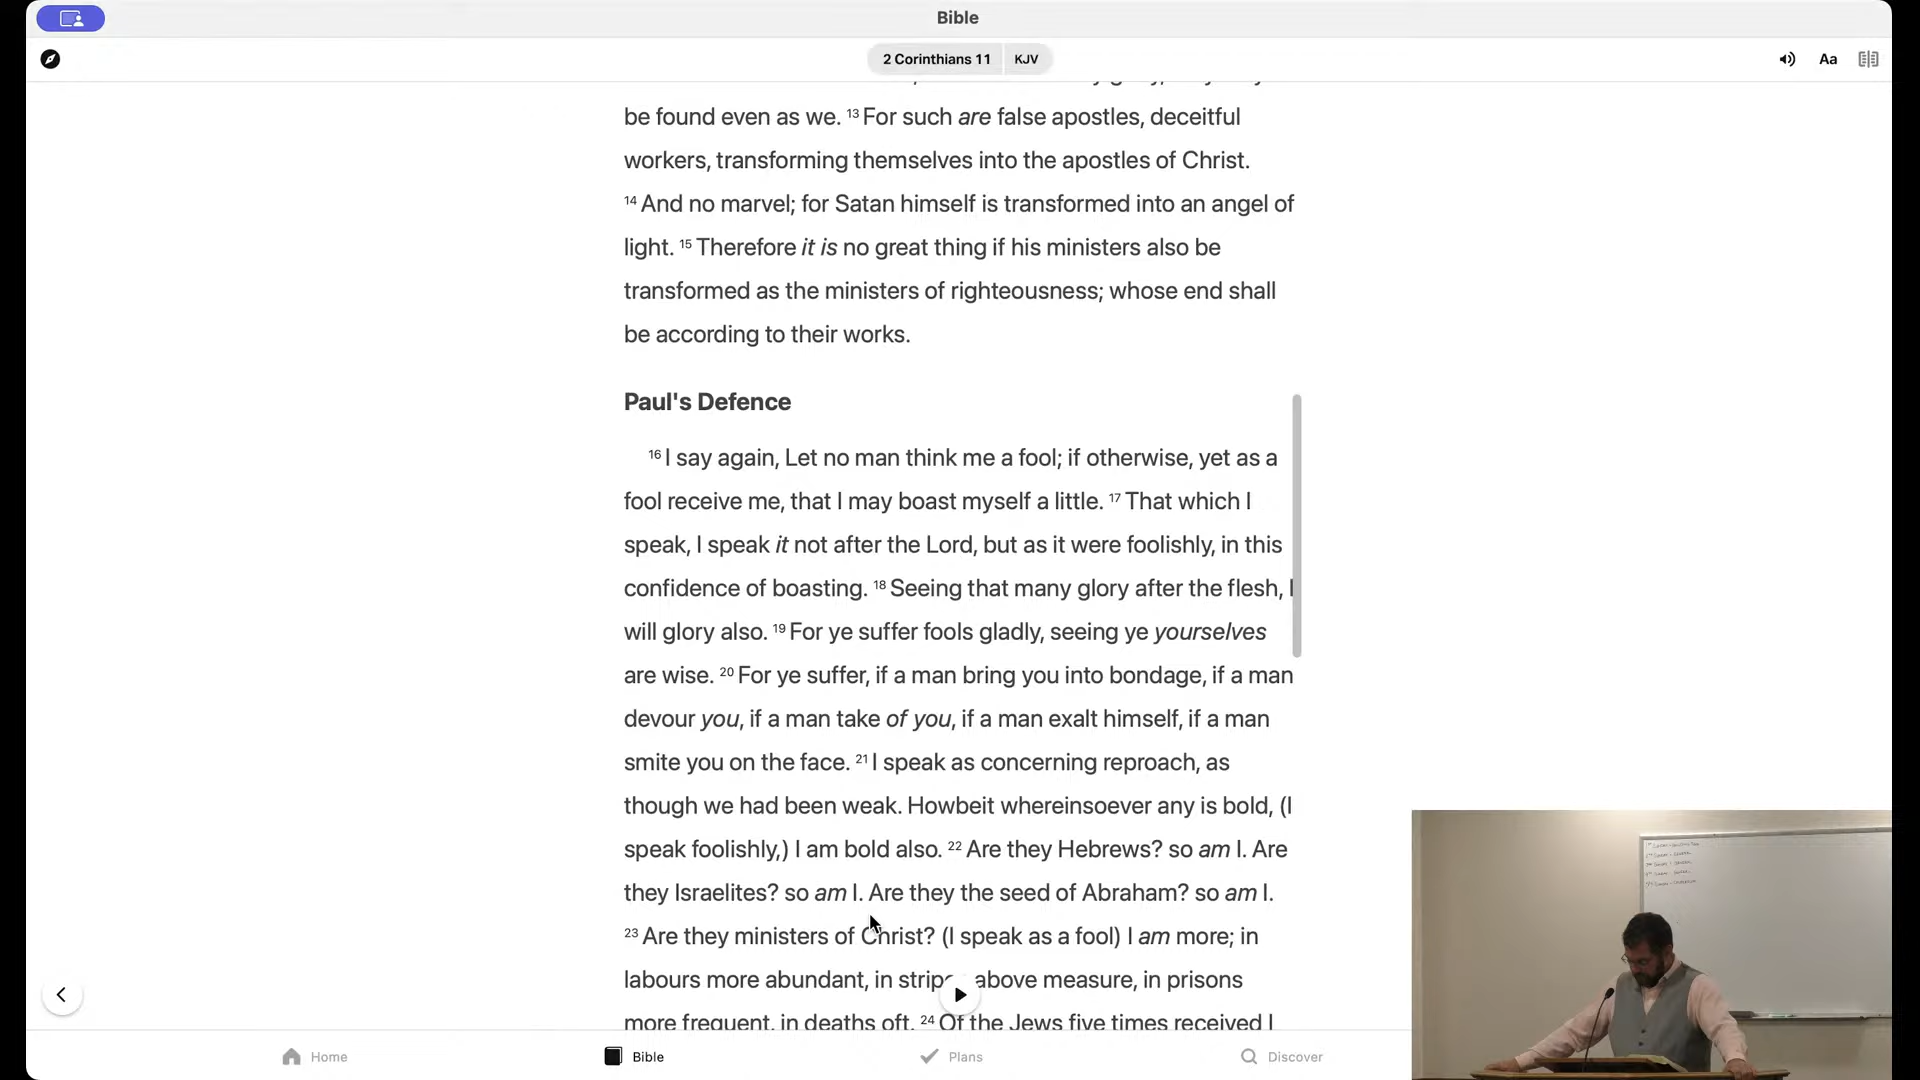 Bible
2 Corinthians 11 KJV
Aa
be found even as we. 13 For such are false apostles, deceitful
workers, transforming themselves into the apostles of Christ.
14 And no marvel; for Satan himself is transformed into an angel of
light. 15 Therefore it is no great thing if his ministers also be
transformed as the ministers of righteousness; whose end shall
be according to their works.
Paul's Defence
16 I say again, Let no man think me a fool; if otherwise, yet as a
fool receive me, that I may boast myself a little. 17 That which I
speak, I speak it not after the Lord, but as it were foolishly, in this
confidence of boasting. 18 Seeing that many glory after the flesh, I
will glory also. 19 For ye suffer fools gladly, seeing ye yourselves
are wise. 20 For ye suffer, if a man bring you into bondage, if a man
devour you, if a man take of you, if a man exalt himself, if a man
smite you on the face. 21 I speak as concerning reproach, as
though we had been weak. Howbeit whereinsoever any is bold, (I
speak foolishly,) I am bold also. 22 Are they Hebrews? so am I. Are
they Israelites? so am I. Are they the seed of Abraham? so am I.
23 Are they ministers of Christ? (I speak as a fool) I am more; in
labours more abundant, in stripes above measure, in prisons
more frequent, in deaths oft. 24 Of the Jews five times received I
Home Bible Plans Discover